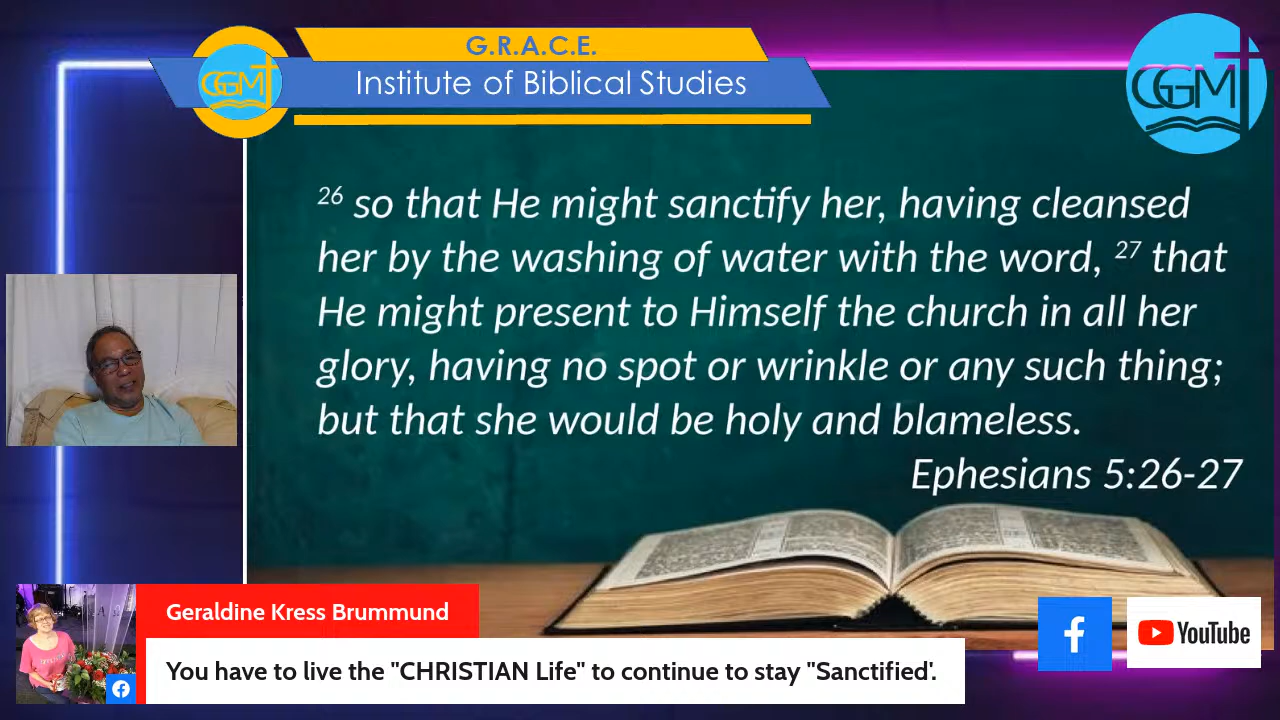 G.R.A.C.E.
Institute of Biblical Studies
CGM
CGMT
26 so that He might sanctify her, having cleansed
her by the washing of water with the word, 27 that
He might present to Himself the church in all her
glory, having no spot or wrinkle or any such thing;
but that she would be holy and blameless.
Ephesians 5:26-27
Geraldine Kress Brummund
You have to live the "CHRISTIAN Life" to continue to stay "Sanctified'.
f
YouTube